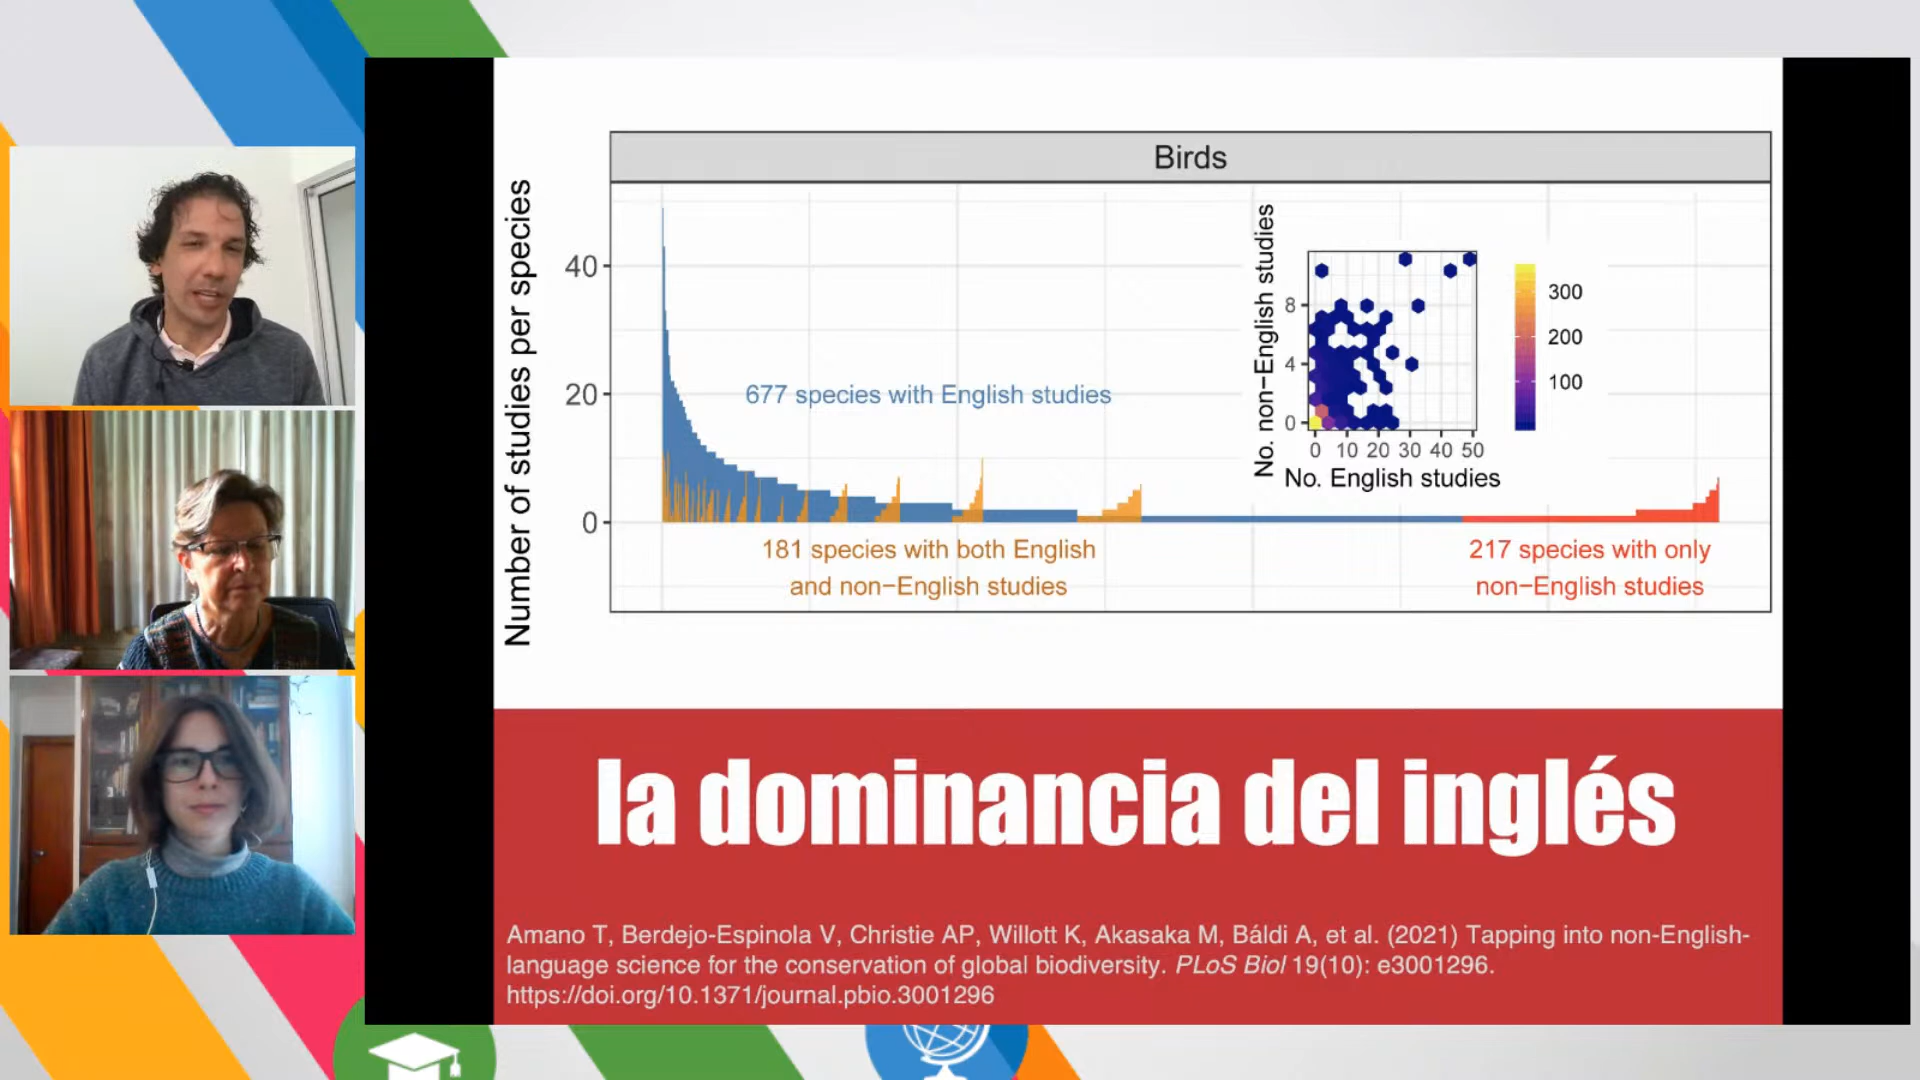 Birds
Number of studies per species
40
20
0
677 species with English studies
181 species with both English
and non−English studies
217 species with only
non−English studies
No. non−English studies
8
4
0
0 10 20 30 40 50
No. English studies
300
200
100
la dominancia del inglés
Amano T, Berdejo-Espinola V, Christie AP, Willott K, Akasaka M, Báldi A, et al. (2021) Tapping into non-English-
language science for the conservation of global biodiversity. PLoS Biol 19(10): e3001296.
https://doi.org/10.1371/journal.pbio.3001296